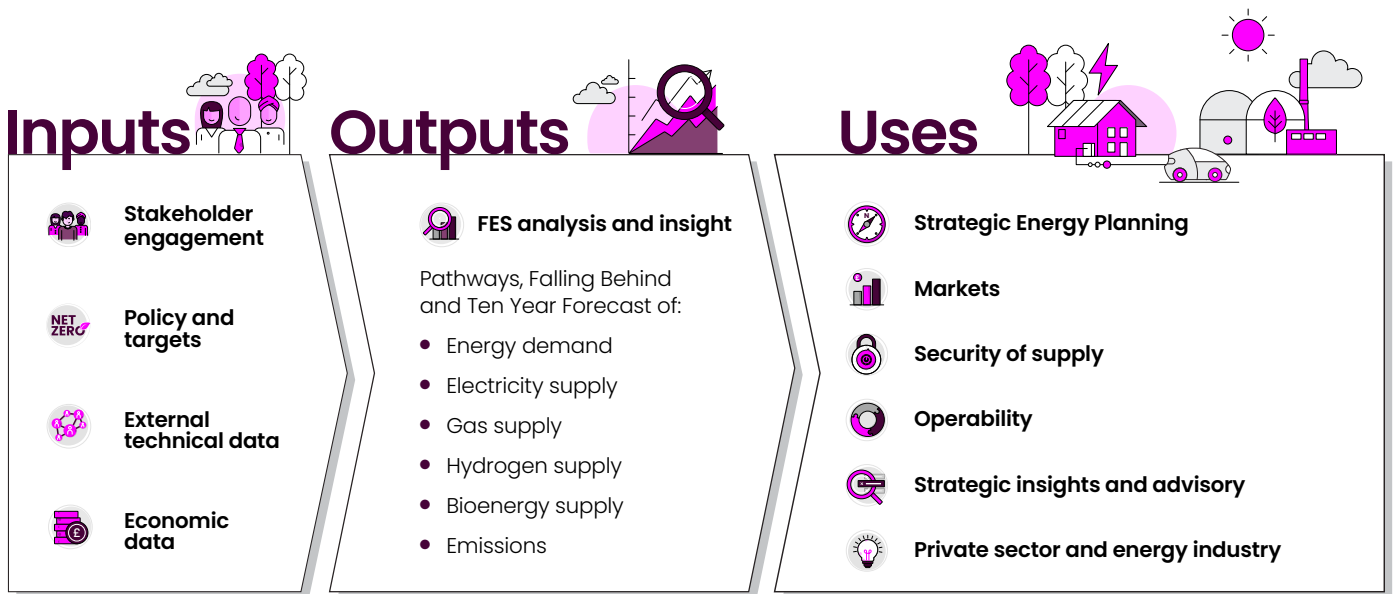 Inputs
Stakeholder
engagement
NET
ZERO
Policy and
targets
External
technical data
£
Economic
data
Outputs
FES analysis and insight
Pathways, Falling Behind
and Ten Year Forecast of:
• Energy demand
• Electricity supply
• Gas supply
• Hydrogen supply
• Bioenergy supply
• Emissions
Uses
N
Strategic Energy Planning
£
Markets
Security of supply
Operability
Strategic insights and advisory
Private sector and energy industry